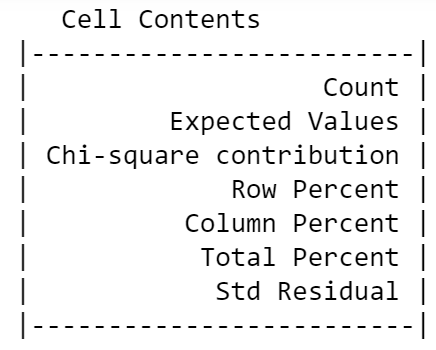 Cell Contents
|-------------------------|
| Count |
| Expected Values |
| Chi-square contribution |
| Row Percent |
| Column Percent |
| Total Percent |
| Std Residual |
|-------------------------|